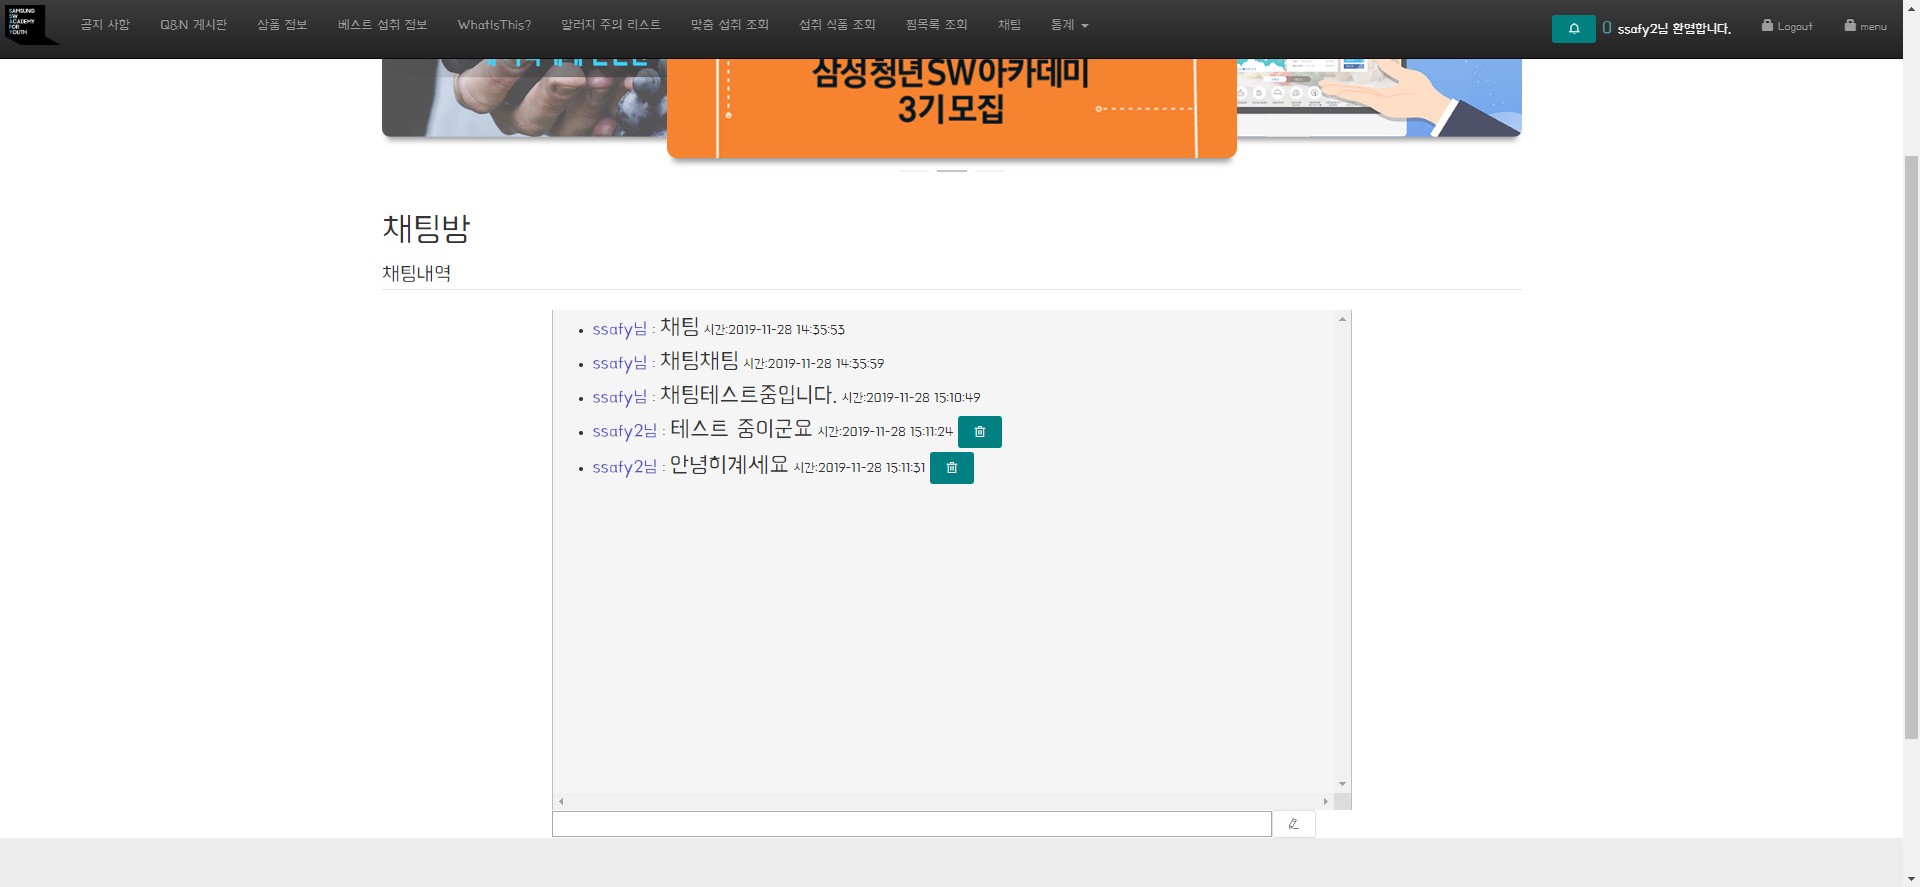 SAMSUNG
SW
ACADEMY
FOR
YOUTH
공지 사항 Q&N 게시판 상품 정보 베스트 섭취 정보 WhatIsThis? 알러지 주의 리스트 맞춤 섭취 조회 섭취 식품 조회 찜목록 조회 채팅 통계
0 ssafy2님 환영합니다. Logout menu
삼성청년SW아카데미
3기모집
채팅방
채팅내역
ssafy님 : 채팅 시간:2019-11-28 14:35:53
ssafy님 : 채팅채팅 시간:2019-11-28 14:35:59
ssafy님 : 채팅테스트중입니다. 시간:2019-11-28 15:10:49
ssafy2님 : 테스트 중이군요 시간:2019-11-28 15:11:24
ssafy2님 : 안녕히계세요 시간:2019-11-28 15:11:31